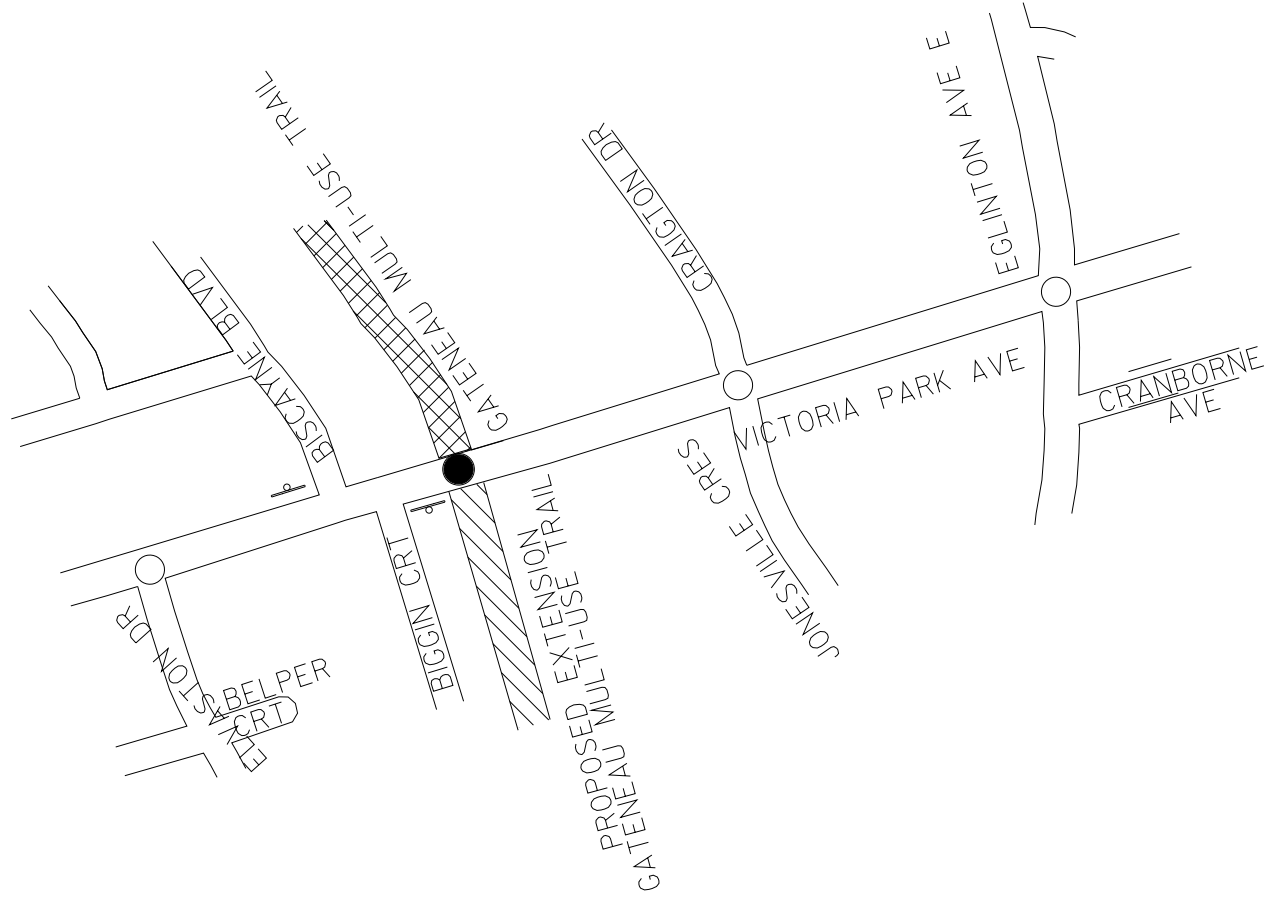 EGLINTON AVE E
GATENEAU MULTI-USE TRAIL
CRAIGTON DR
BISCAYNE BLVD
VICTORIA PARK AVE
CRANBORNE
AVE
JONESVILLE CRES
BIGGIN CRT
PROPOSED EXTENSION
GATENEAU MULTI-USE TRAIL
BELPER
CRT
DR